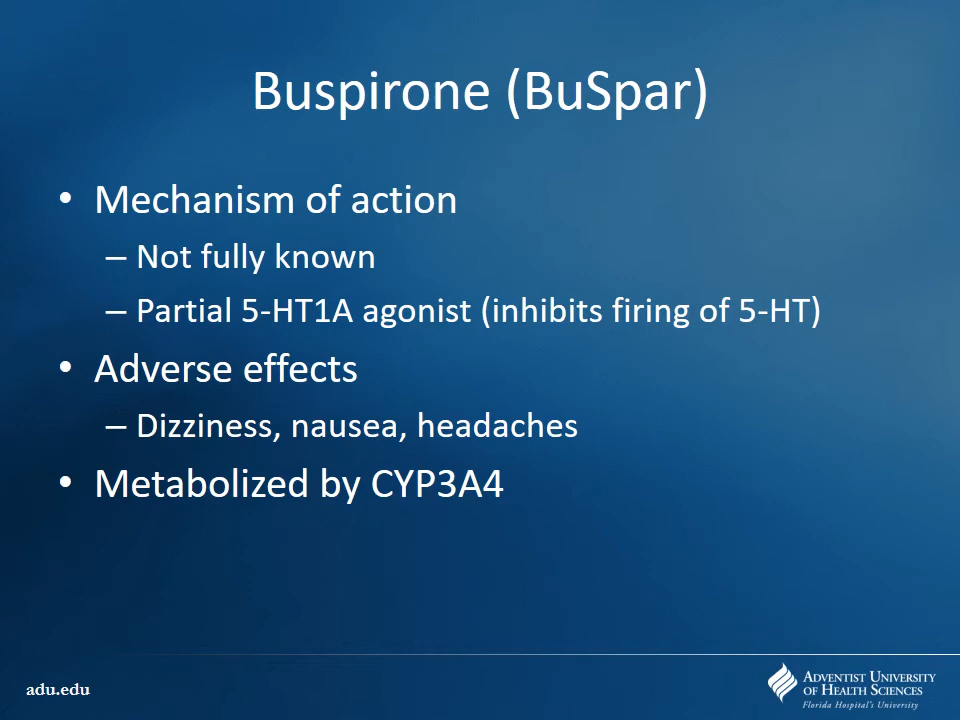 Buspirone (BuSpar)
• Mechanism of action
– Not fully known
– Partial 5-HT1A agonist (inhibits firing of 5-HT)
• Adverse effects
– Dizziness, nausea, headaches
• Metabolized by CYP3A4
adu.edu
ADVENTIST UNIVERSITY
OF HEALTH SCIENCES
Florida Hospital's University